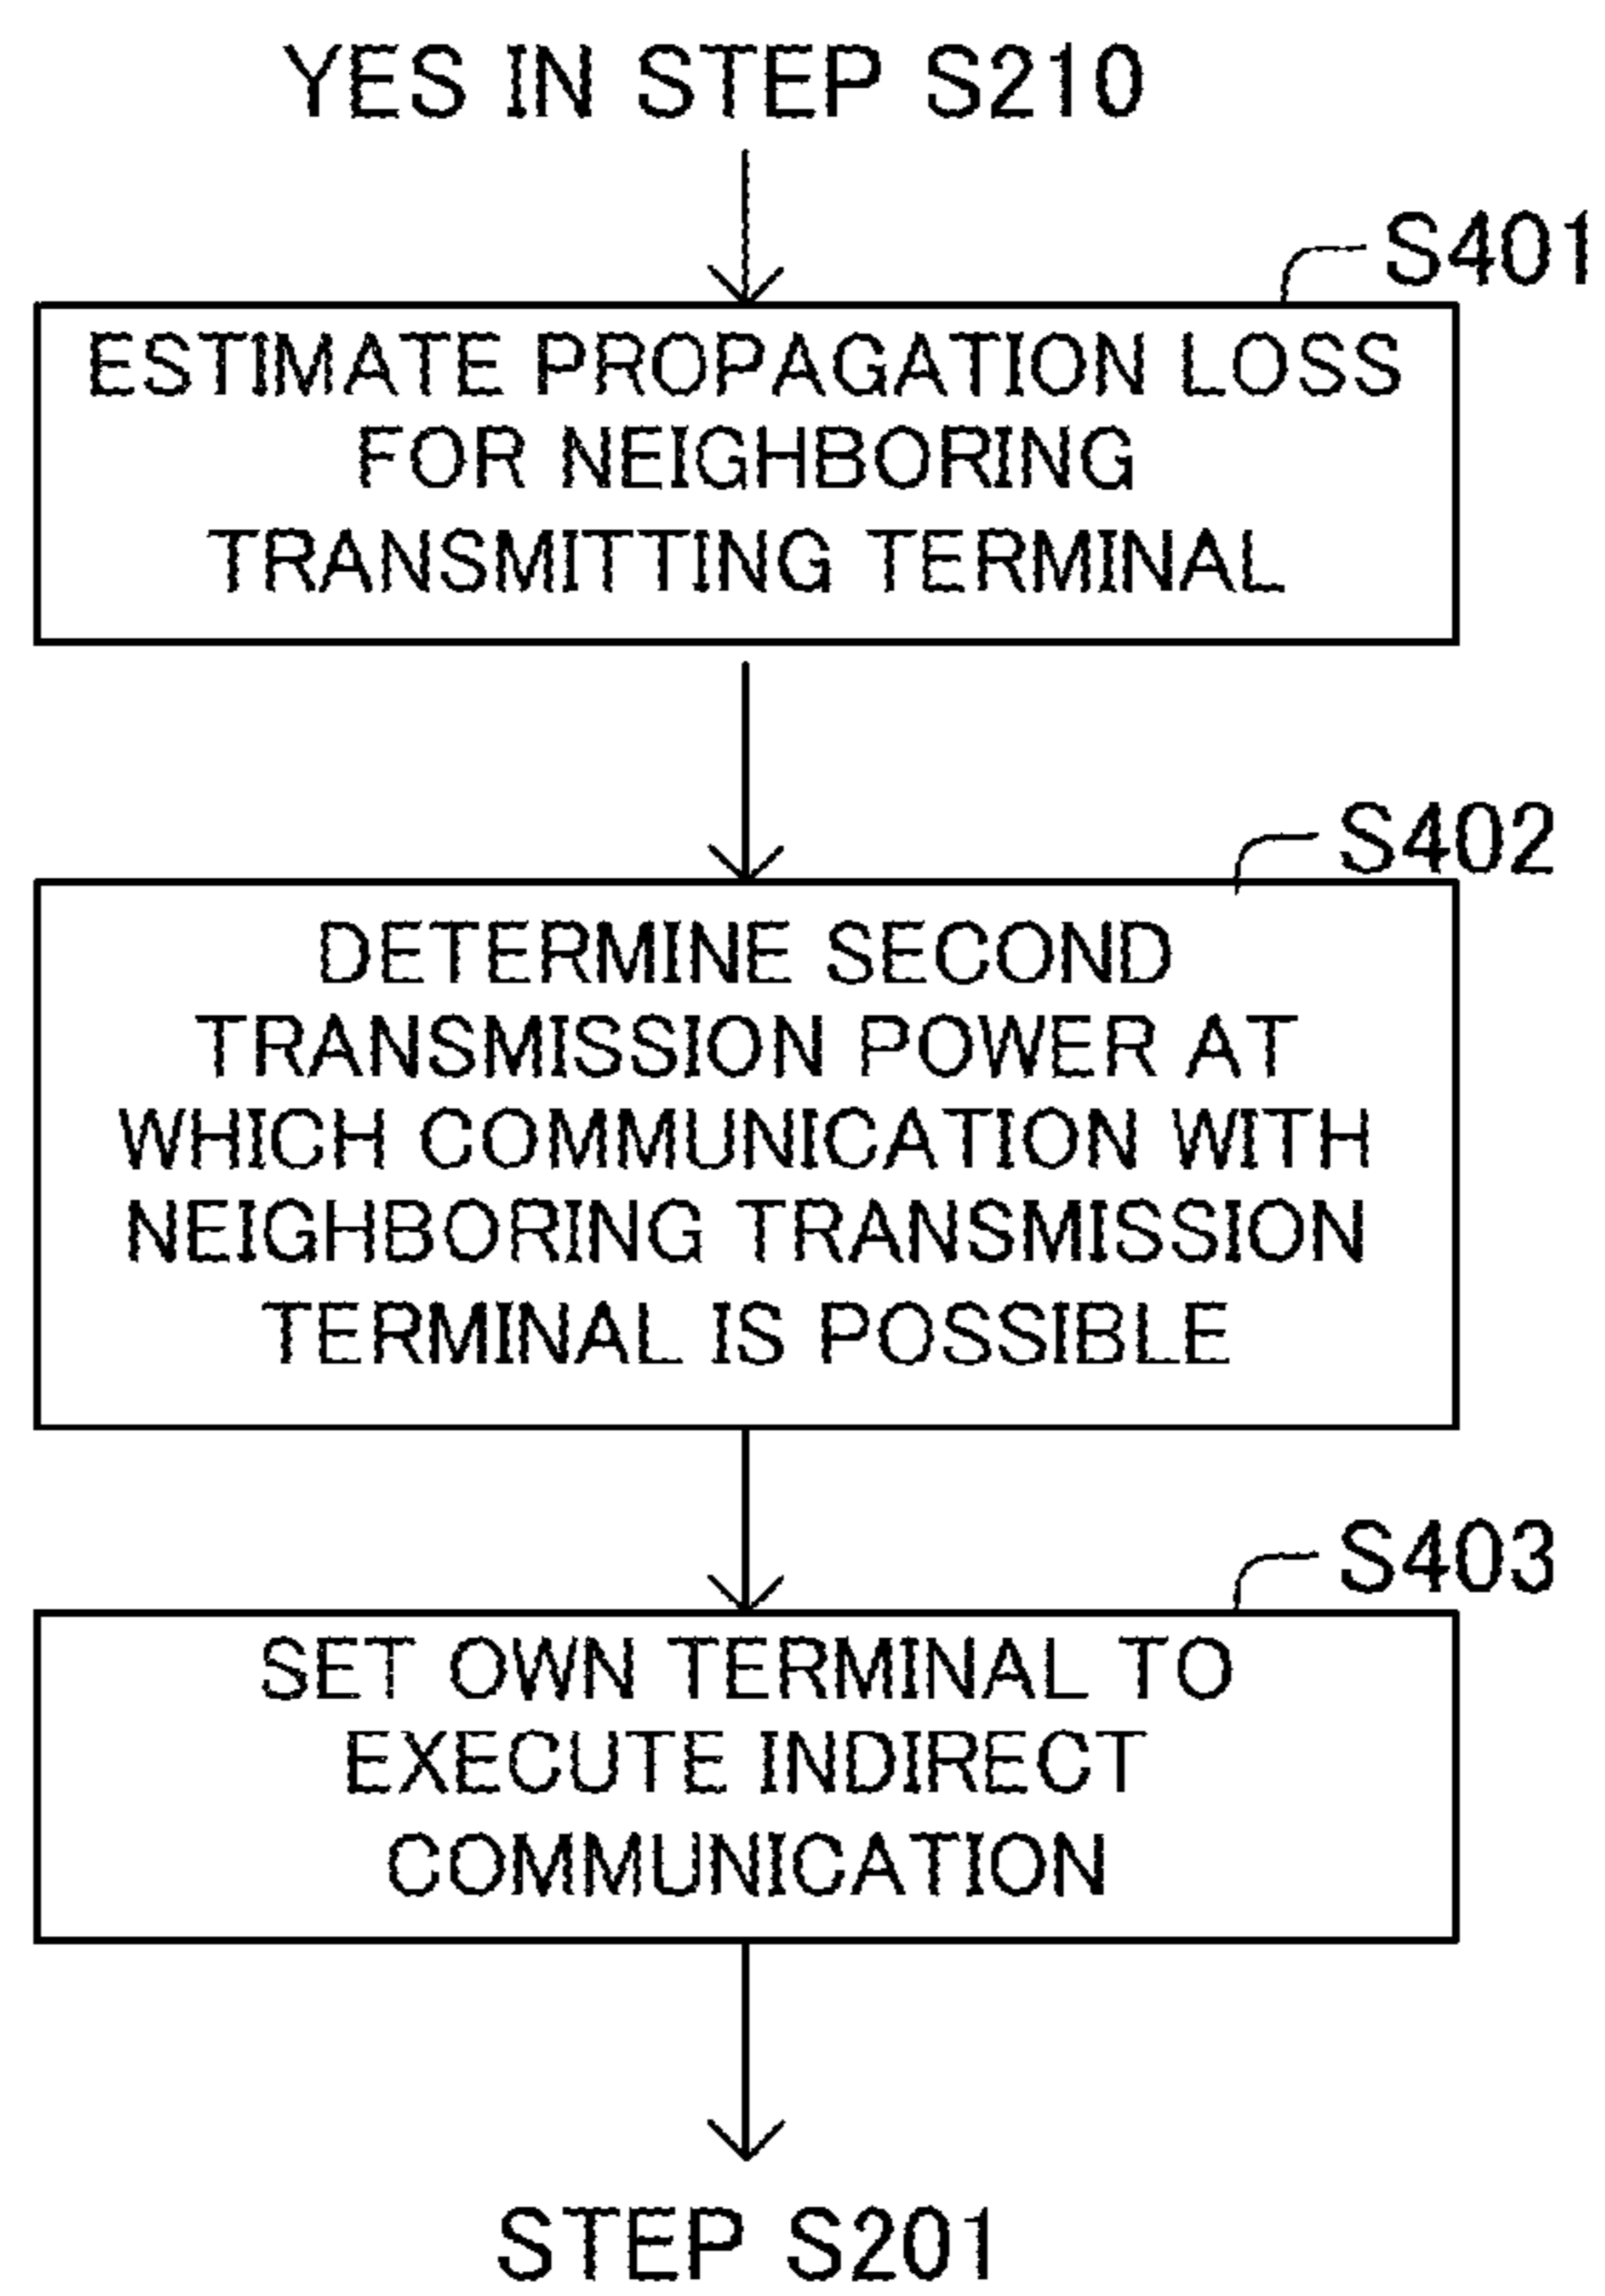 YES IN STEP S210
S401
ESTIMATE PROPAGATION LOSS
FOR NEIGHBORING
TRANSMITTING TERMINAL
S402
DETERMINE SECOND
TRANSMISSION POWER AT
WHICH COMMUNICATION WITH
NEIGHBORING TRANSMISSION
TERMINAL IS POSSIBLE
S403
SET OWN TERMINAL TO
EXECUTE INDIRECT
COMMUNICATION
STEP S201